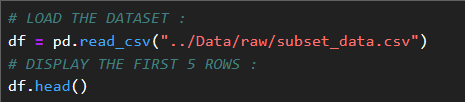 # LOAD THE DATASET :
df = pd.read_csv("../Data/raw/subset_data.csv")
# DISPLAY THE FIRST 5 ROWS :
df.head()